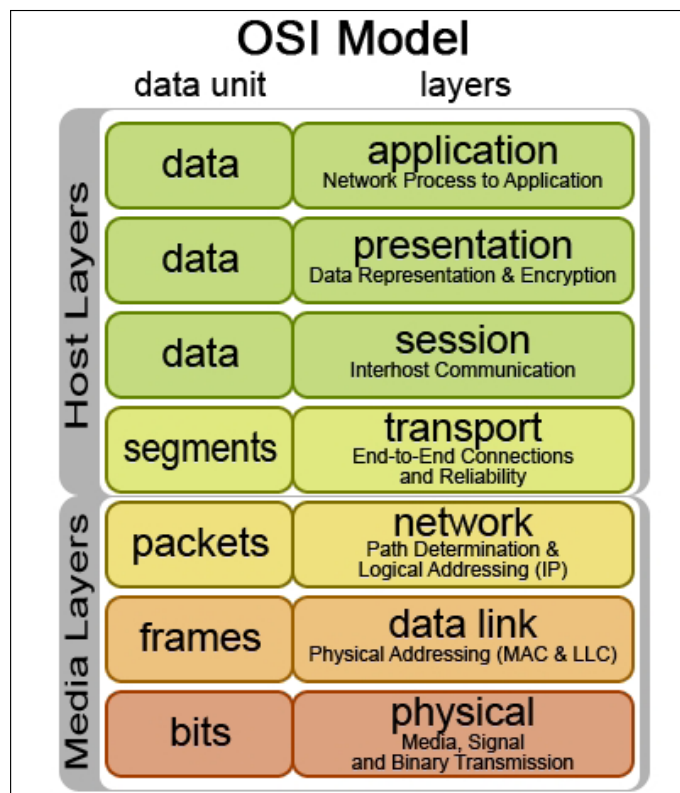 OSI Model
data unit layers
Host Layers
data application
Network Process to Application
data presentation
Data Representation & Encryption
data session
Interhost Communication
segments transport
End-to-End Connections
and Reliability
Media Layers
packets network
Path Determination &
Logical Addressing (IP)
frames data link
Physical Addressing (MAC & LLC)
bits physical
Media, Signal
and Binary Transmission